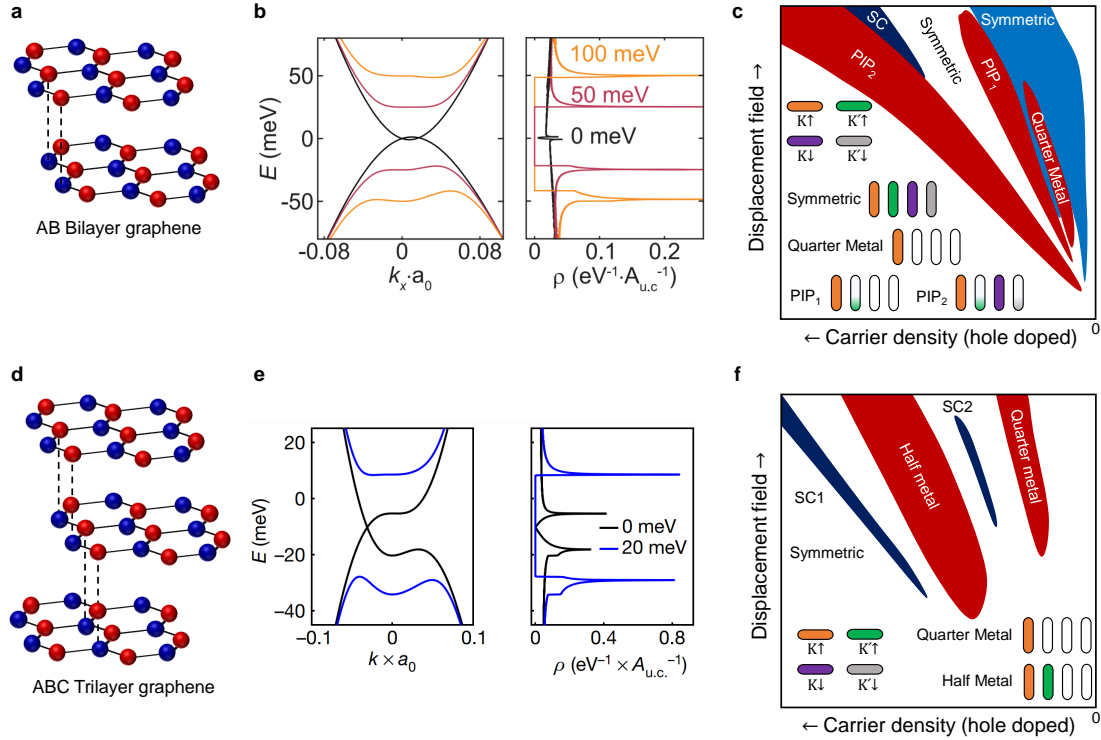 a
AB Bilayer graphene
b
E (meV)
50
0
−50
−0.08
0
0.08
kₓ·a₀
100 meV
50 meV
0 meV
0
0.1
0.2
ρ (eV⁻¹·A_u.c⁻¹)
c
Displacement field →
SC
PIP₂
Symmetric
PIP₁
Symmetric
Quarter Metal
K↑
K′↑
K↓
K′↓
Symmetric
Quarter Metal
PIP₁
PIP₂
0
← Carrier density (hole doped)
d
ABC Trilayer graphene
e
E (meV)
20
0
−20
−40
−0.1
0
0.1
k × a₀
0 meV
20 meV
0
0.4
0.8
ρ (eV⁻¹ × A_u.c.⁻¹)
f
Displacement field →
SC1
Symmetric
Half metal
SC2
Quarter metal
K↑
K′↑
K↓
K′↓
Quarter Metal
Half Metal
0
← Carrier density (hole doped)